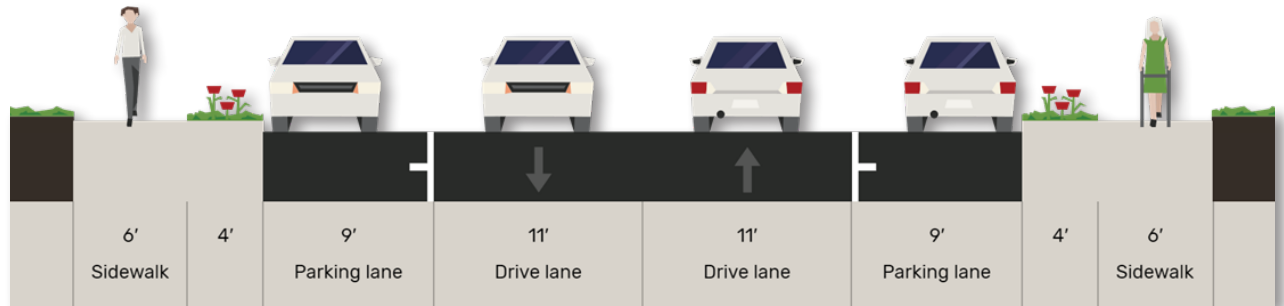 6’ 4’ 9’ 11’ 11’ 9’ 4’ 6’
Sidewalk Parking lane Drive lane Drive lane Parking lane Sidewalk